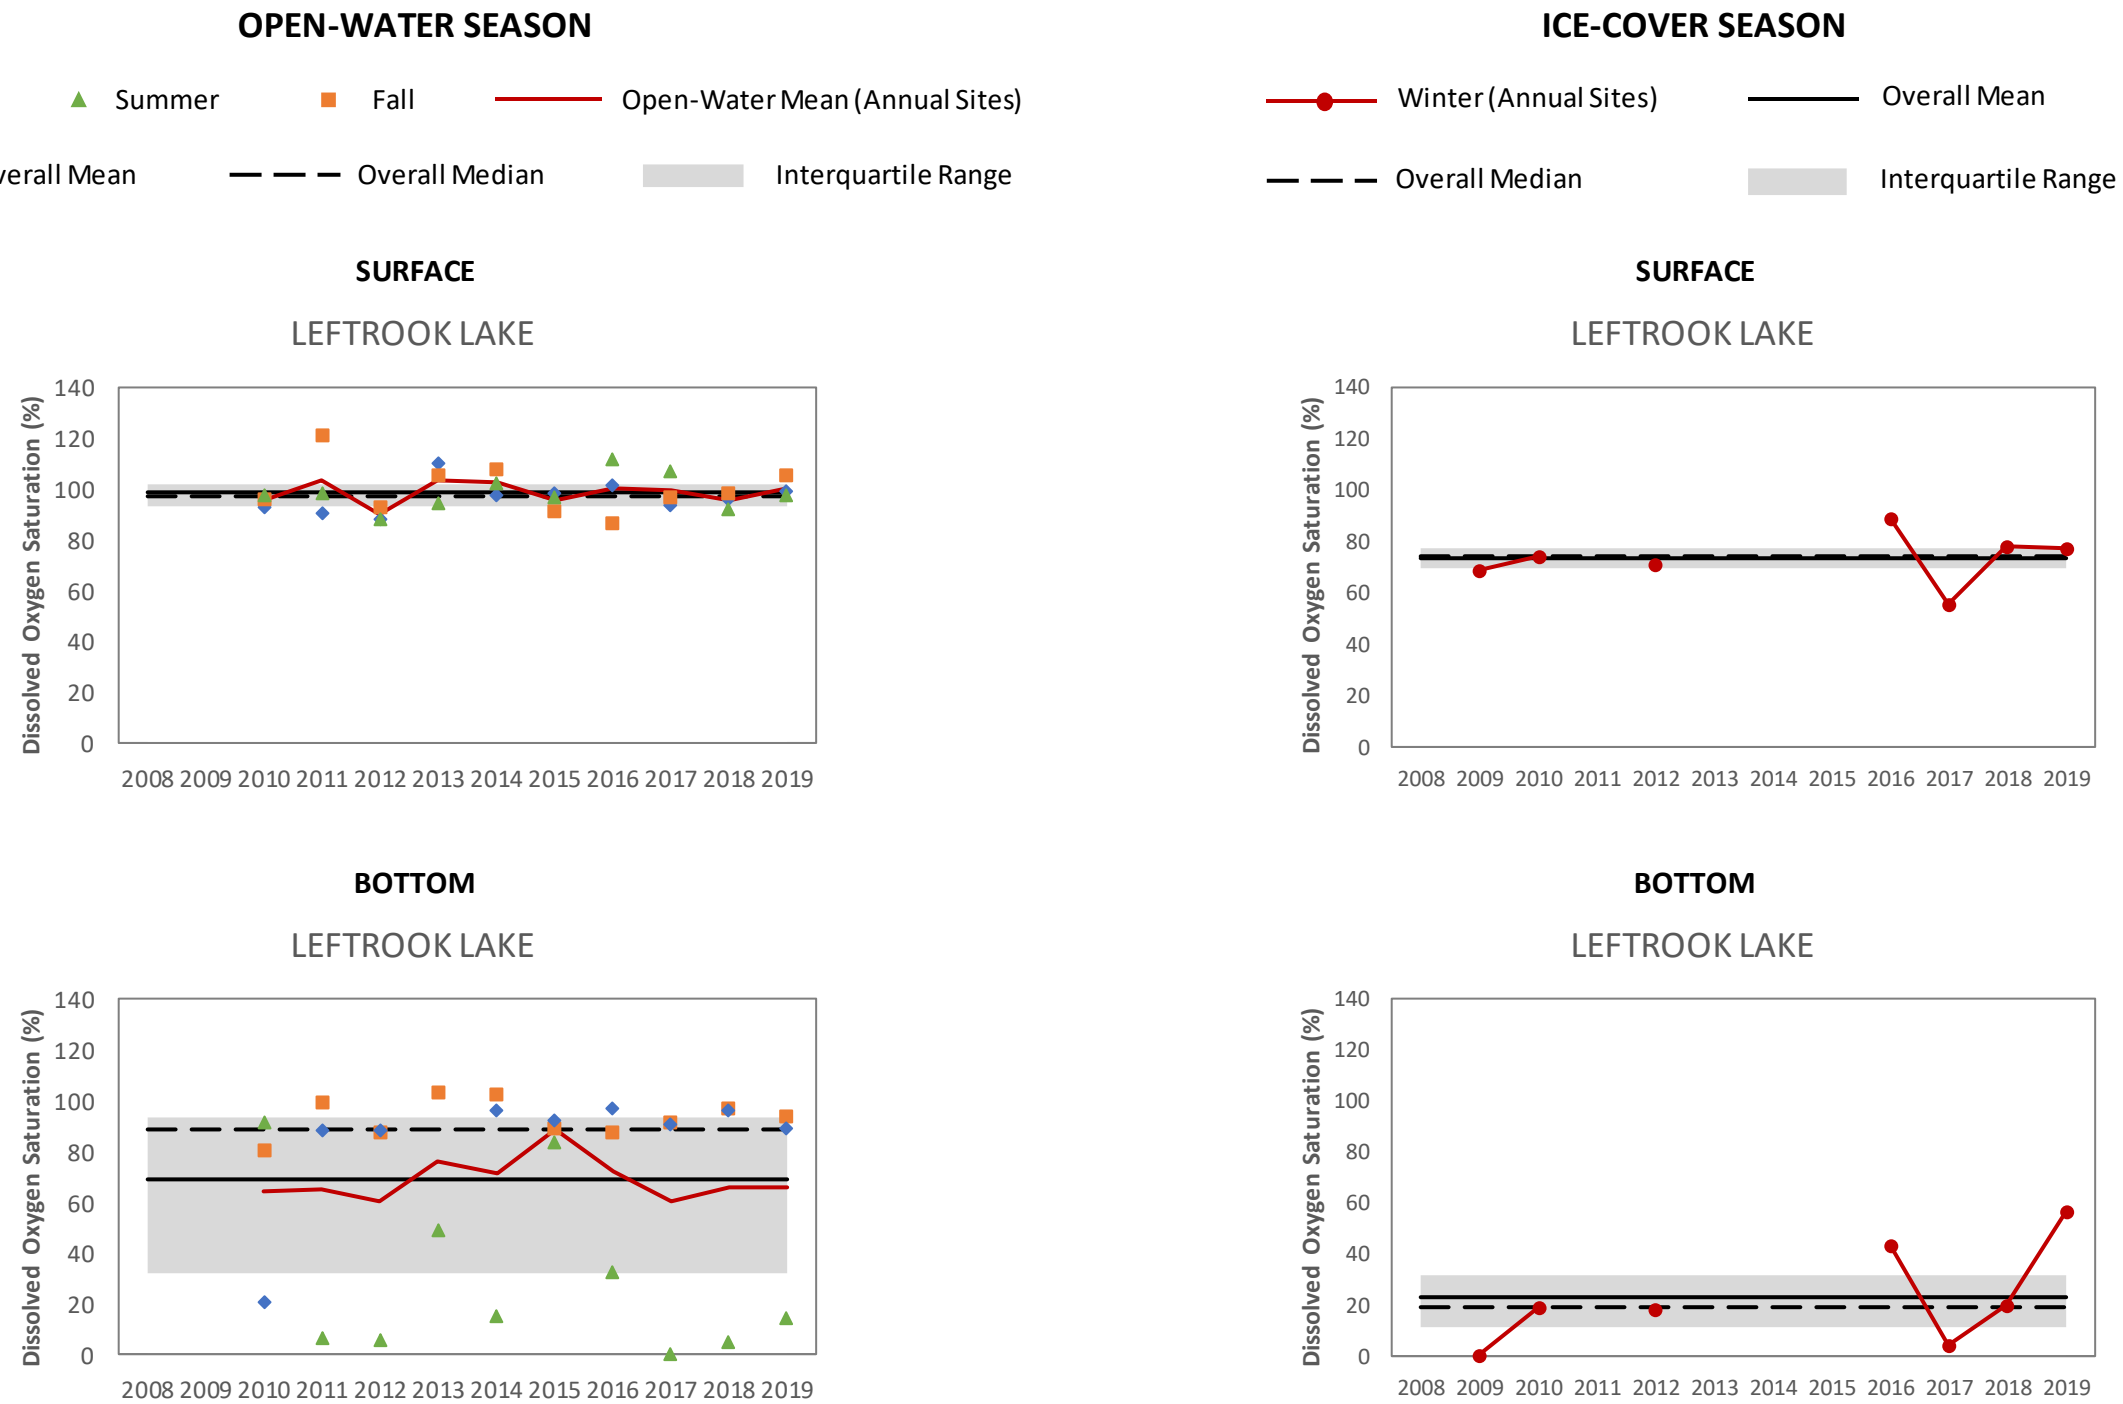 OPEN-WATER SEASON
Summer Fall Open-Water Mean (Annual Sites)
verall Mean Overall Median Interquartile Range
SURFACE
LEFTROOK LAKE
Dissolved Oxygen Saturation (%)
140
120
100
80
60
40
20
0
2008 2009 2010 2011 2012 2013 2014 2015 2016 2017 2018 2019
BOTTOM
LEFTROOK LAKE
Dissolved Oxygen Saturation (%)
140
120
100
80
60
40
20
0
2008 2009 2010 2011 2012 2013 2014 2015 2016 2017 2018 2019
ICE-COVER SEASON
Winter (Annual Sites) Overall Mean
Overall Median Interquartile Range
SURFACE
LEFTROOK LAKE
Dissolved Oxygen Saturation (%)
140
120
100
80
60
40
20
0
2008 2009 2010 2011 2012 2013 2014 2015 2016 2017 2018 2019
BOTTOM
LEFTROOK LAKE
Dissolved Oxygen Saturation (%)
140
120
100
80
60
40
20
0
2008 2009 2010 2011 2012 2013 2014 2015 2016 2017 2018 2019